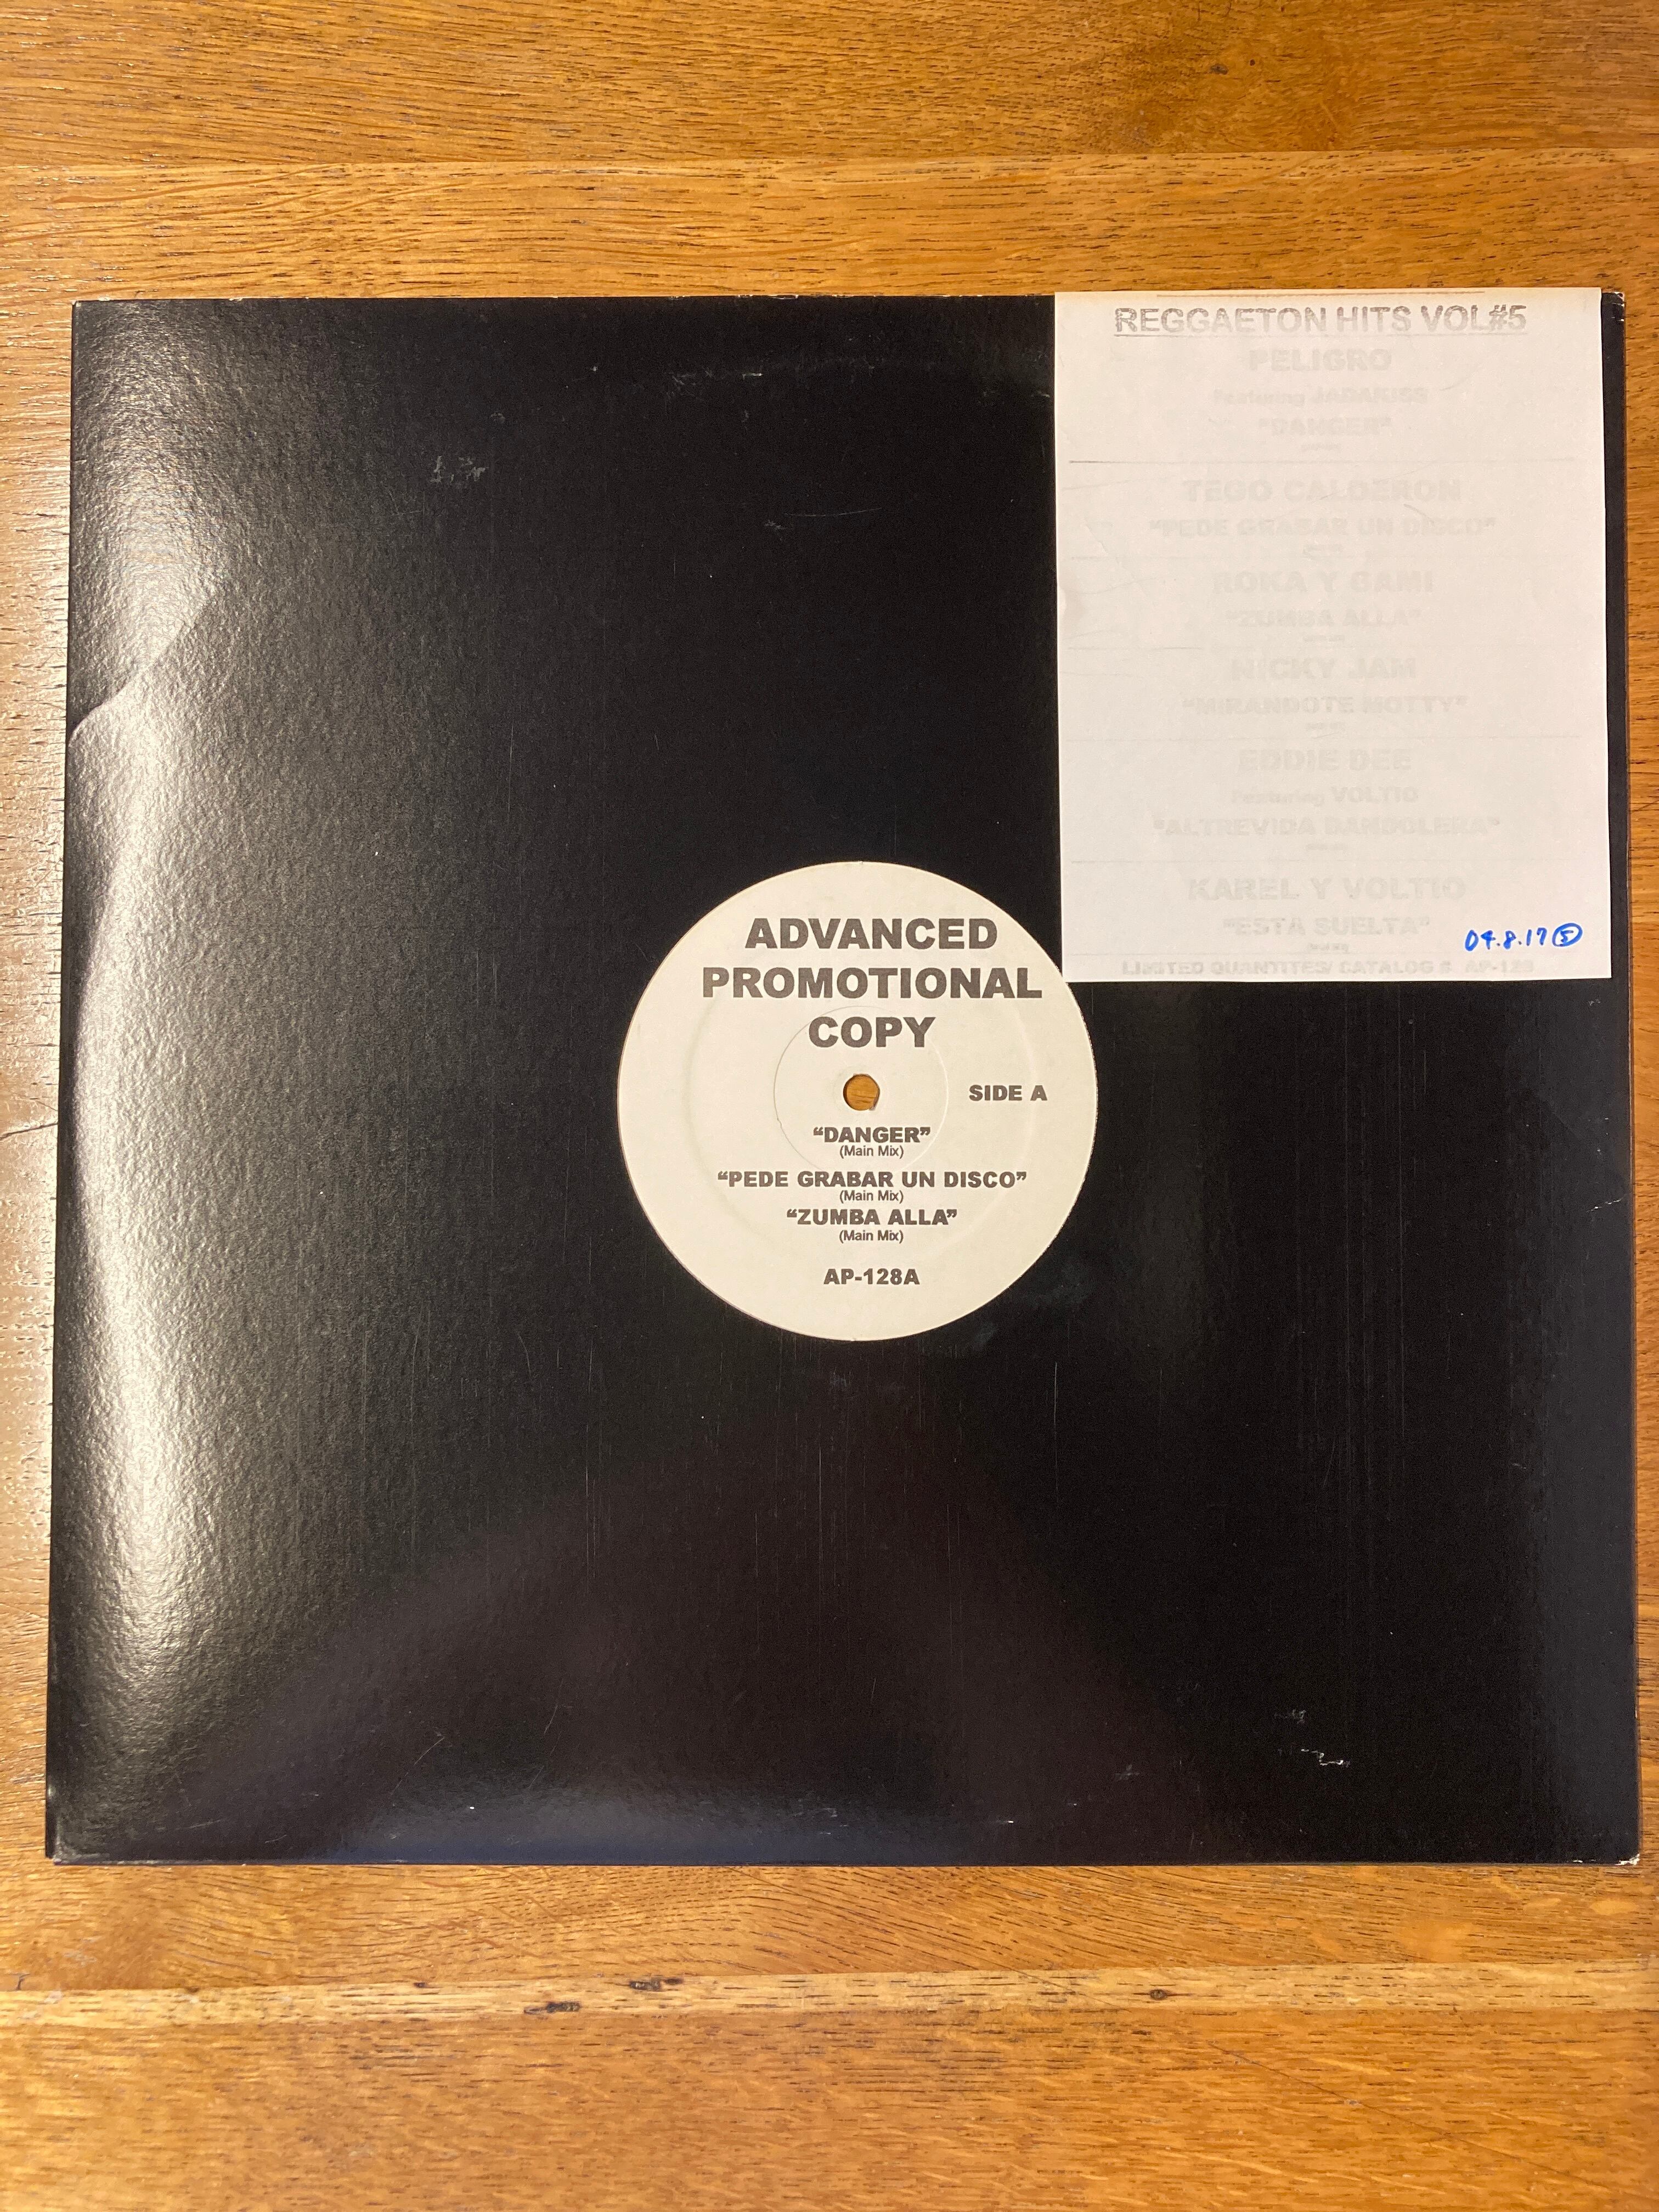 REGGAETON HITS VOL#5
PELIGRO
Featuring JADAKISS
"DANGER"
TEGO CALDERON
"PEDE GRABAR UN DISCO"
ROKA Y GAMI
"ZUMBA ALLA"
NICKY JAM
"MIRANDOTE MOTTY"
EDDIE DEE
Featuring VOLTIO
"ALTREVIDA BANDOLERA"
KAREL Y VOLTIO
"ESTA SUELTA"
04.8.17 ⑤
LIMITED QUANTITES/ CATALOG # AP-128
ADVANCED
PROMOTIONAL
COPY
SIDE A
“DANGER”
(Main Mix)
“PEDE GRABAR UN DISCO”
(Main Mix)
“ZUMBA ALLA”
(Main Mix)
AP-128A